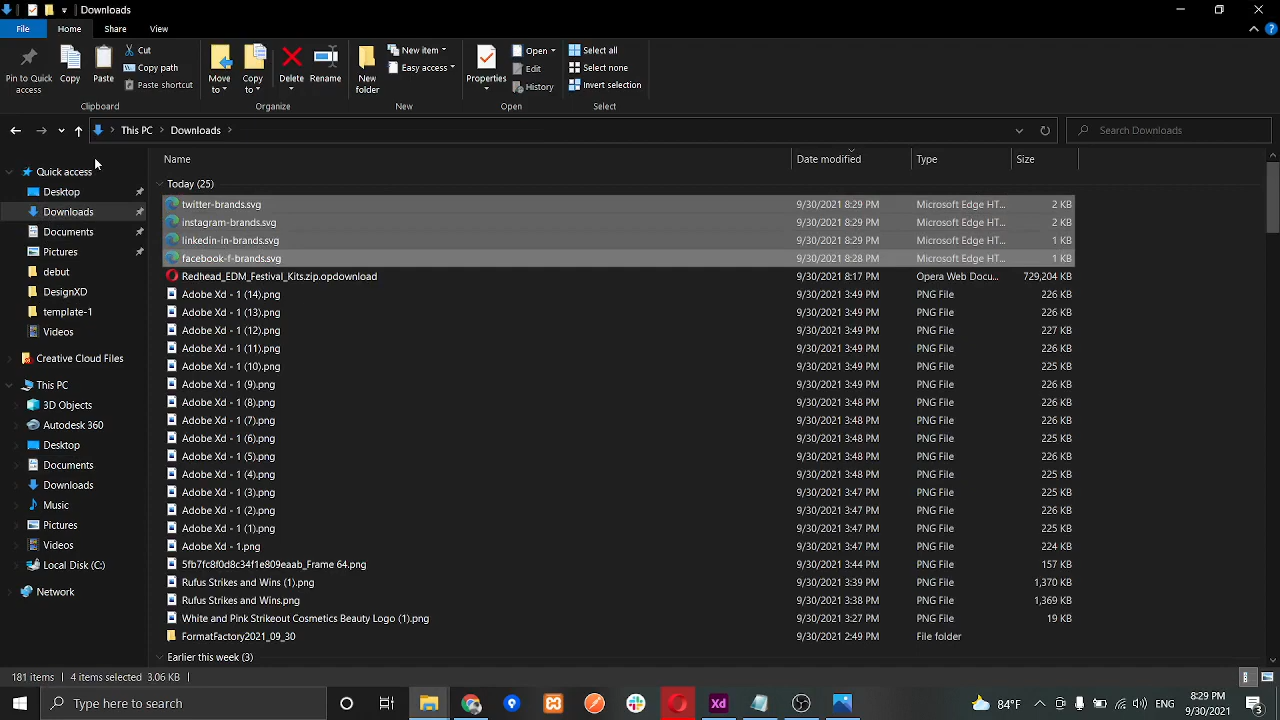 Downloads
File Home Share View
Pin to Quick access
Copy
Paste
Cut
Copy path
Paste shortcut
Clipboard
Move to
Copy to
Delete
Rename
Organize
New folder
New item
Easy access
New
Properties
Open
Edit
History
Open
Select all
Select none
Invert selection
Select
This PC Downloads
Search Downloads
Quick access
Desktop
Downloads
Documents
Pictures
debut
DesignXD
template-1
Videos
Creative Cloud Files
This PC
3D Objects
Autodesk 360
Desktop
Documents
Downloads
Music
Pictures
Videos
Local Disk (C:)
Network
Name Date modified Type Size
Today (25)
twitter-brands.svg 9/30/2021 8:29 PM Microsoft Edge HT... 2 KB
instagram-brands.svg 9/30/2021 8:29 PM Microsoft Edge HT... 2 KB
linkedin-in-brands.svg 9/30/2021 8:29 PM Microsoft Edge HT... 1 KB
facebook-f-brands.svg 9/30/2021 8:28 PM Microsoft Edge HT... 1 KB
Redhead_EDM_Festival_Kits.zip.opdownload 9/30/2021 8:17 PM Opera Web Docu... 729,204 KB
Adobe Xd - 1 (14).png 9/30/2021 3:49 PM PNG File 226 KB
Adobe Xd - 1 (13).png 9/30/2021 3:49 PM PNG File 226 KB
Adobe Xd - 1 (12).png 9/30/2021 3:49 PM PNG File 227 KB
Adobe Xd - 1 (11).png 9/30/2021 3:49 PM PNG File 226 KB
Adobe Xd - 1 (10).png 9/30/2021 3:49 PM PNG File 225 KB
Adobe Xd - 1 (9).png 9/30/2021 3:49 PM PNG File 226 KB
Adobe Xd - 1 (8).png 9/30/2021 3:48 PM PNG File 226 KB
Adobe Xd - 1 (7).png 9/30/2021 3:48 PM PNG File 226 KB
Adobe Xd - 1 (6).png 9/30/2021 3:48 PM PNG File 225 KB
Adobe Xd - 1 (5).png 9/30/2021 3:48 PM PNG File 226 KB
Adobe Xd - 1 (4).png 9/30/2021 3:48 PM PNG File 225 KB
Adobe Xd - 1 (3).png 9/30/2021 3:47 PM PNG File 225 KB
Adobe Xd - 1 (2).png 9/30/2021 3:47 PM PNG File 226 KB
Adobe Xd - 1 (1).png 9/30/2021 3:47 PM PNG File 225 KB
Adobe Xd - 1.png 9/30/2021 3:47 PM PNG File 224 KB
5fb7fc8f0d8c34f1e809eaab_Frame 64.png 9/30/2021 3:44 PM PNG File 157 KB
Rufus Strikes and Wins (1).png 9/30/2021 3:39 PM PNG File 1,370 KB
Rufus Strikes and Wins.png 9/30/2021 3:38 PM PNG File 1,369 KB
White and Pink Strikeout Cosmetics Beauty Logo (1).png 9/30/2021 3:27 PM PNG File 19 KB
FormatFactory2021_09_30 9/30/2021 2:49 PM File folder
Earlier this week (3)
181 items 4 items selected 3.06 KB
Type here to search
Xd
84°F
ENG
8:29 PM
9/30/2021
3